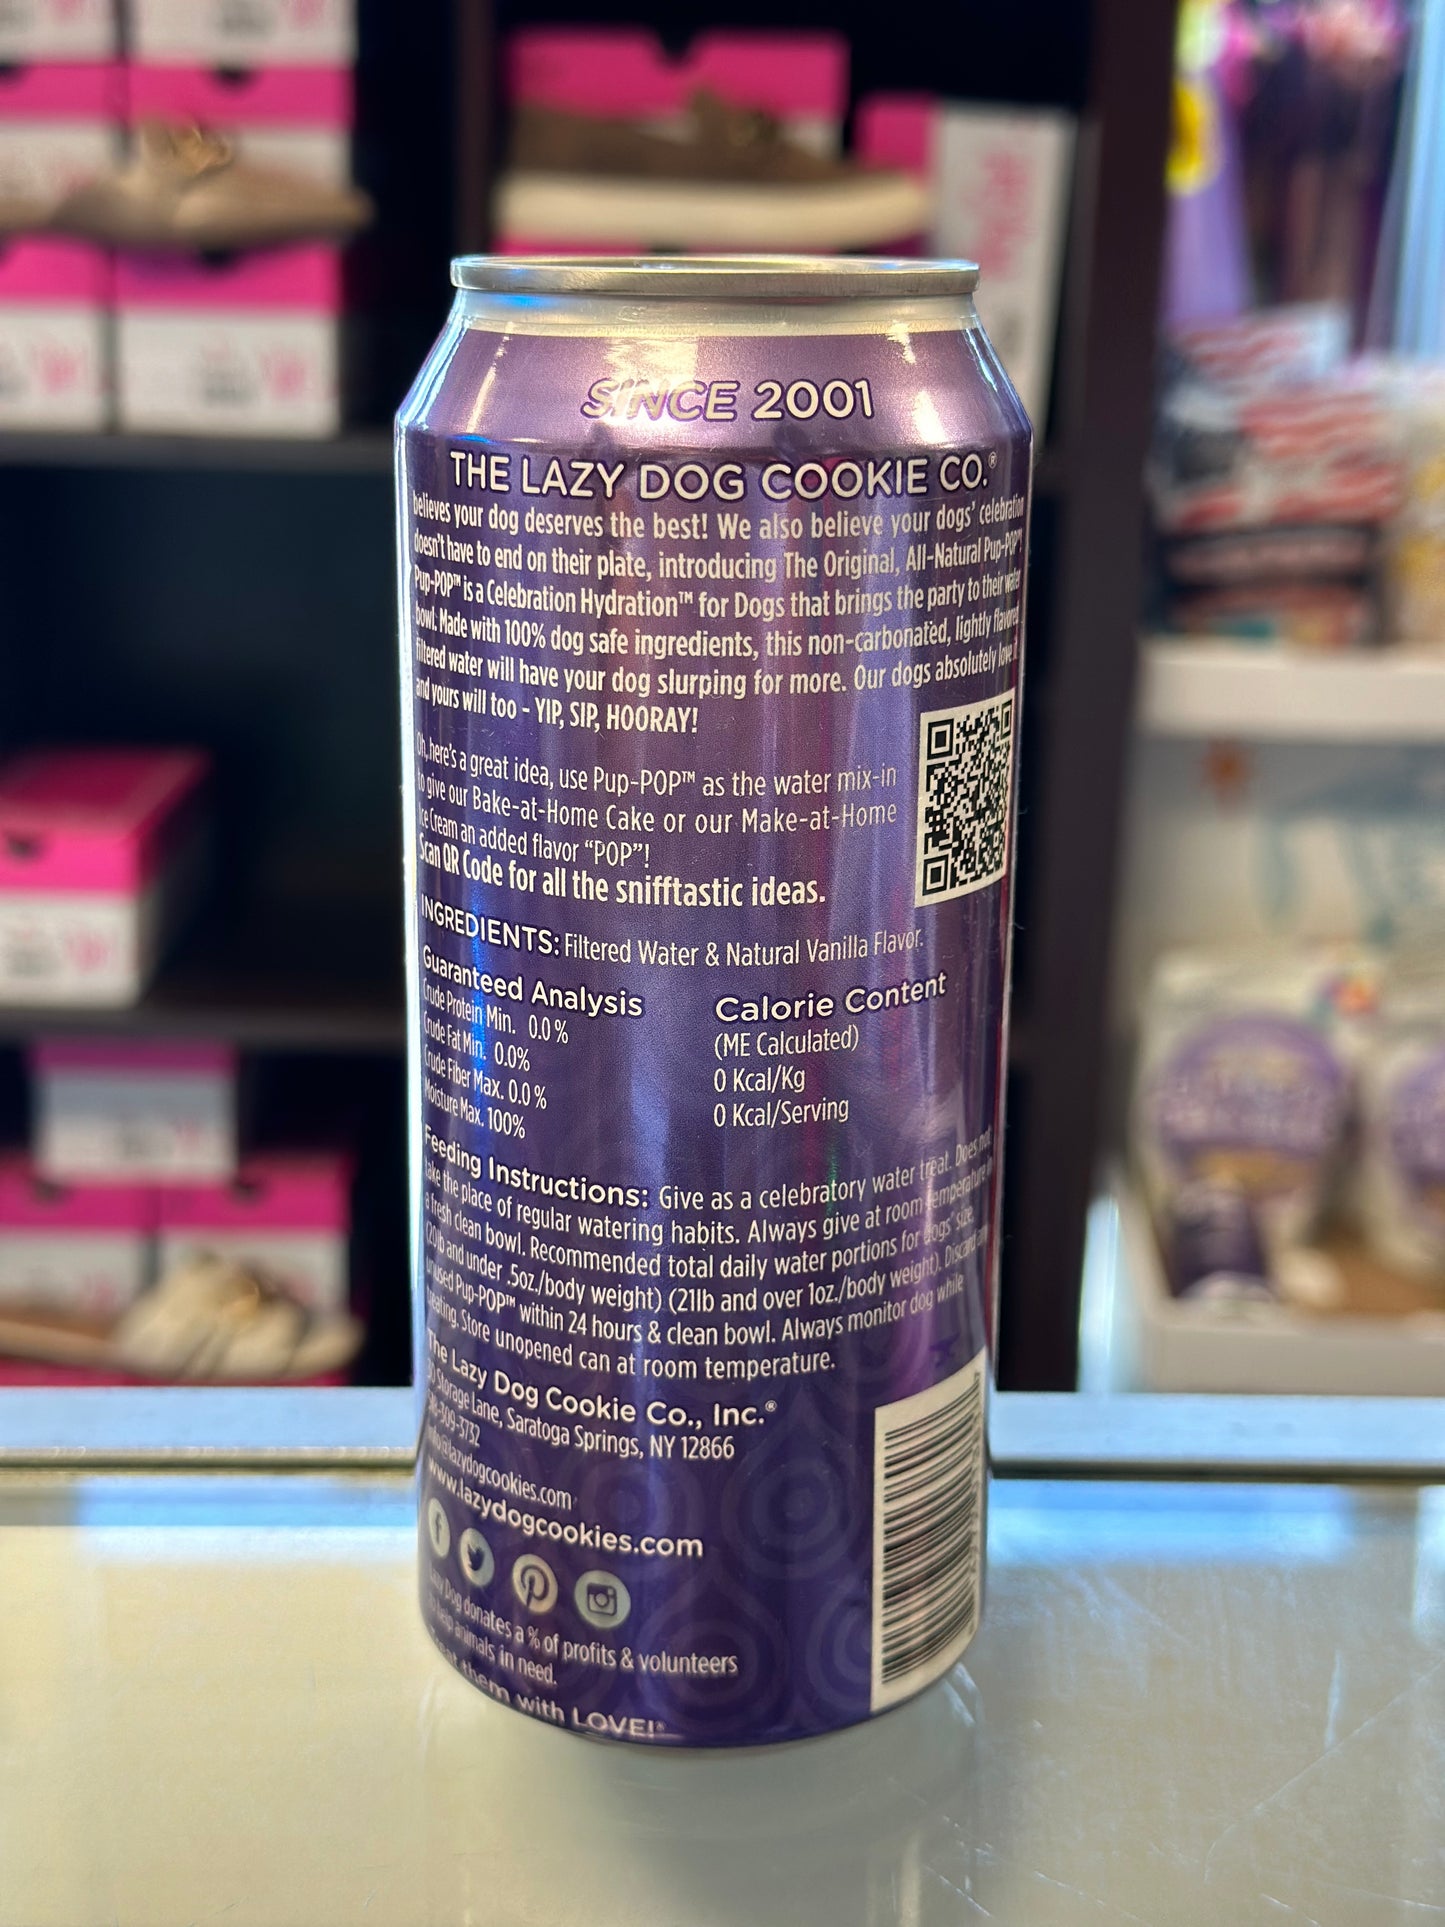 SINCE 2001
THE LAZY DOG COOKIE CO.®
believes your dog deserves the best! We also believe your dogs' celebration
doesn't have to end on their plate, introducing The Original, All-Natural Pup-POP™!
Pup-POP™ is a Celebration Hydration™ for Dogs that brings the party to their water
bowl. Made with 100% dog safe ingredients, this non-carbonated, lightly flavored
filtered water will have your dog slurping for more. Our dogs absolutely love it
and yours will too - YIP, SIP, HOORAY!
Oh, here's a great idea, use Pup-POP™ as the water mix-in
to give our Bake-at-Home Cake or our Make-at-Home
Ice Cream an added flavor “POP”!
Scan QR Code for all the snifftastic ideas.
INGREDIENTS: Filtered Water & Natural Vanilla Flavor.
Guaranteed Analysis
Crude Protein Min. 0.0%
Crude Fat Min. 0.0%
Crude Fiber Max. 0.0%
Moisture Max. 100%
Calorie Content
(ME Calculated)
0 Kcal/Kg
0 Kcal/Serving
Feeding Instructions: Give as a celebratory water treat. Does not
take the place of regular watering habits. Always give at room temperature in
a fresh clean bowl. Recommended total daily water portions for dogs' size,
(20lb and under .5oz./body weight) (21lb and over 1oz./body weight). Discard any
unused Pup-POP™ within 24 hours & clean bowl. Always monitor dog while
treating. Store unopened can at room temperature.
The Lazy Dog Cookie Co., Inc.®
30 Storage Lane, Saratoga Springs, NY 12866
518-309-3732
info@lazydogcookies.com
www.lazydogcookies.com
Lazy Dog donates a % of profits & volunteers
to help animals in need.
Treat them with LOVE!®